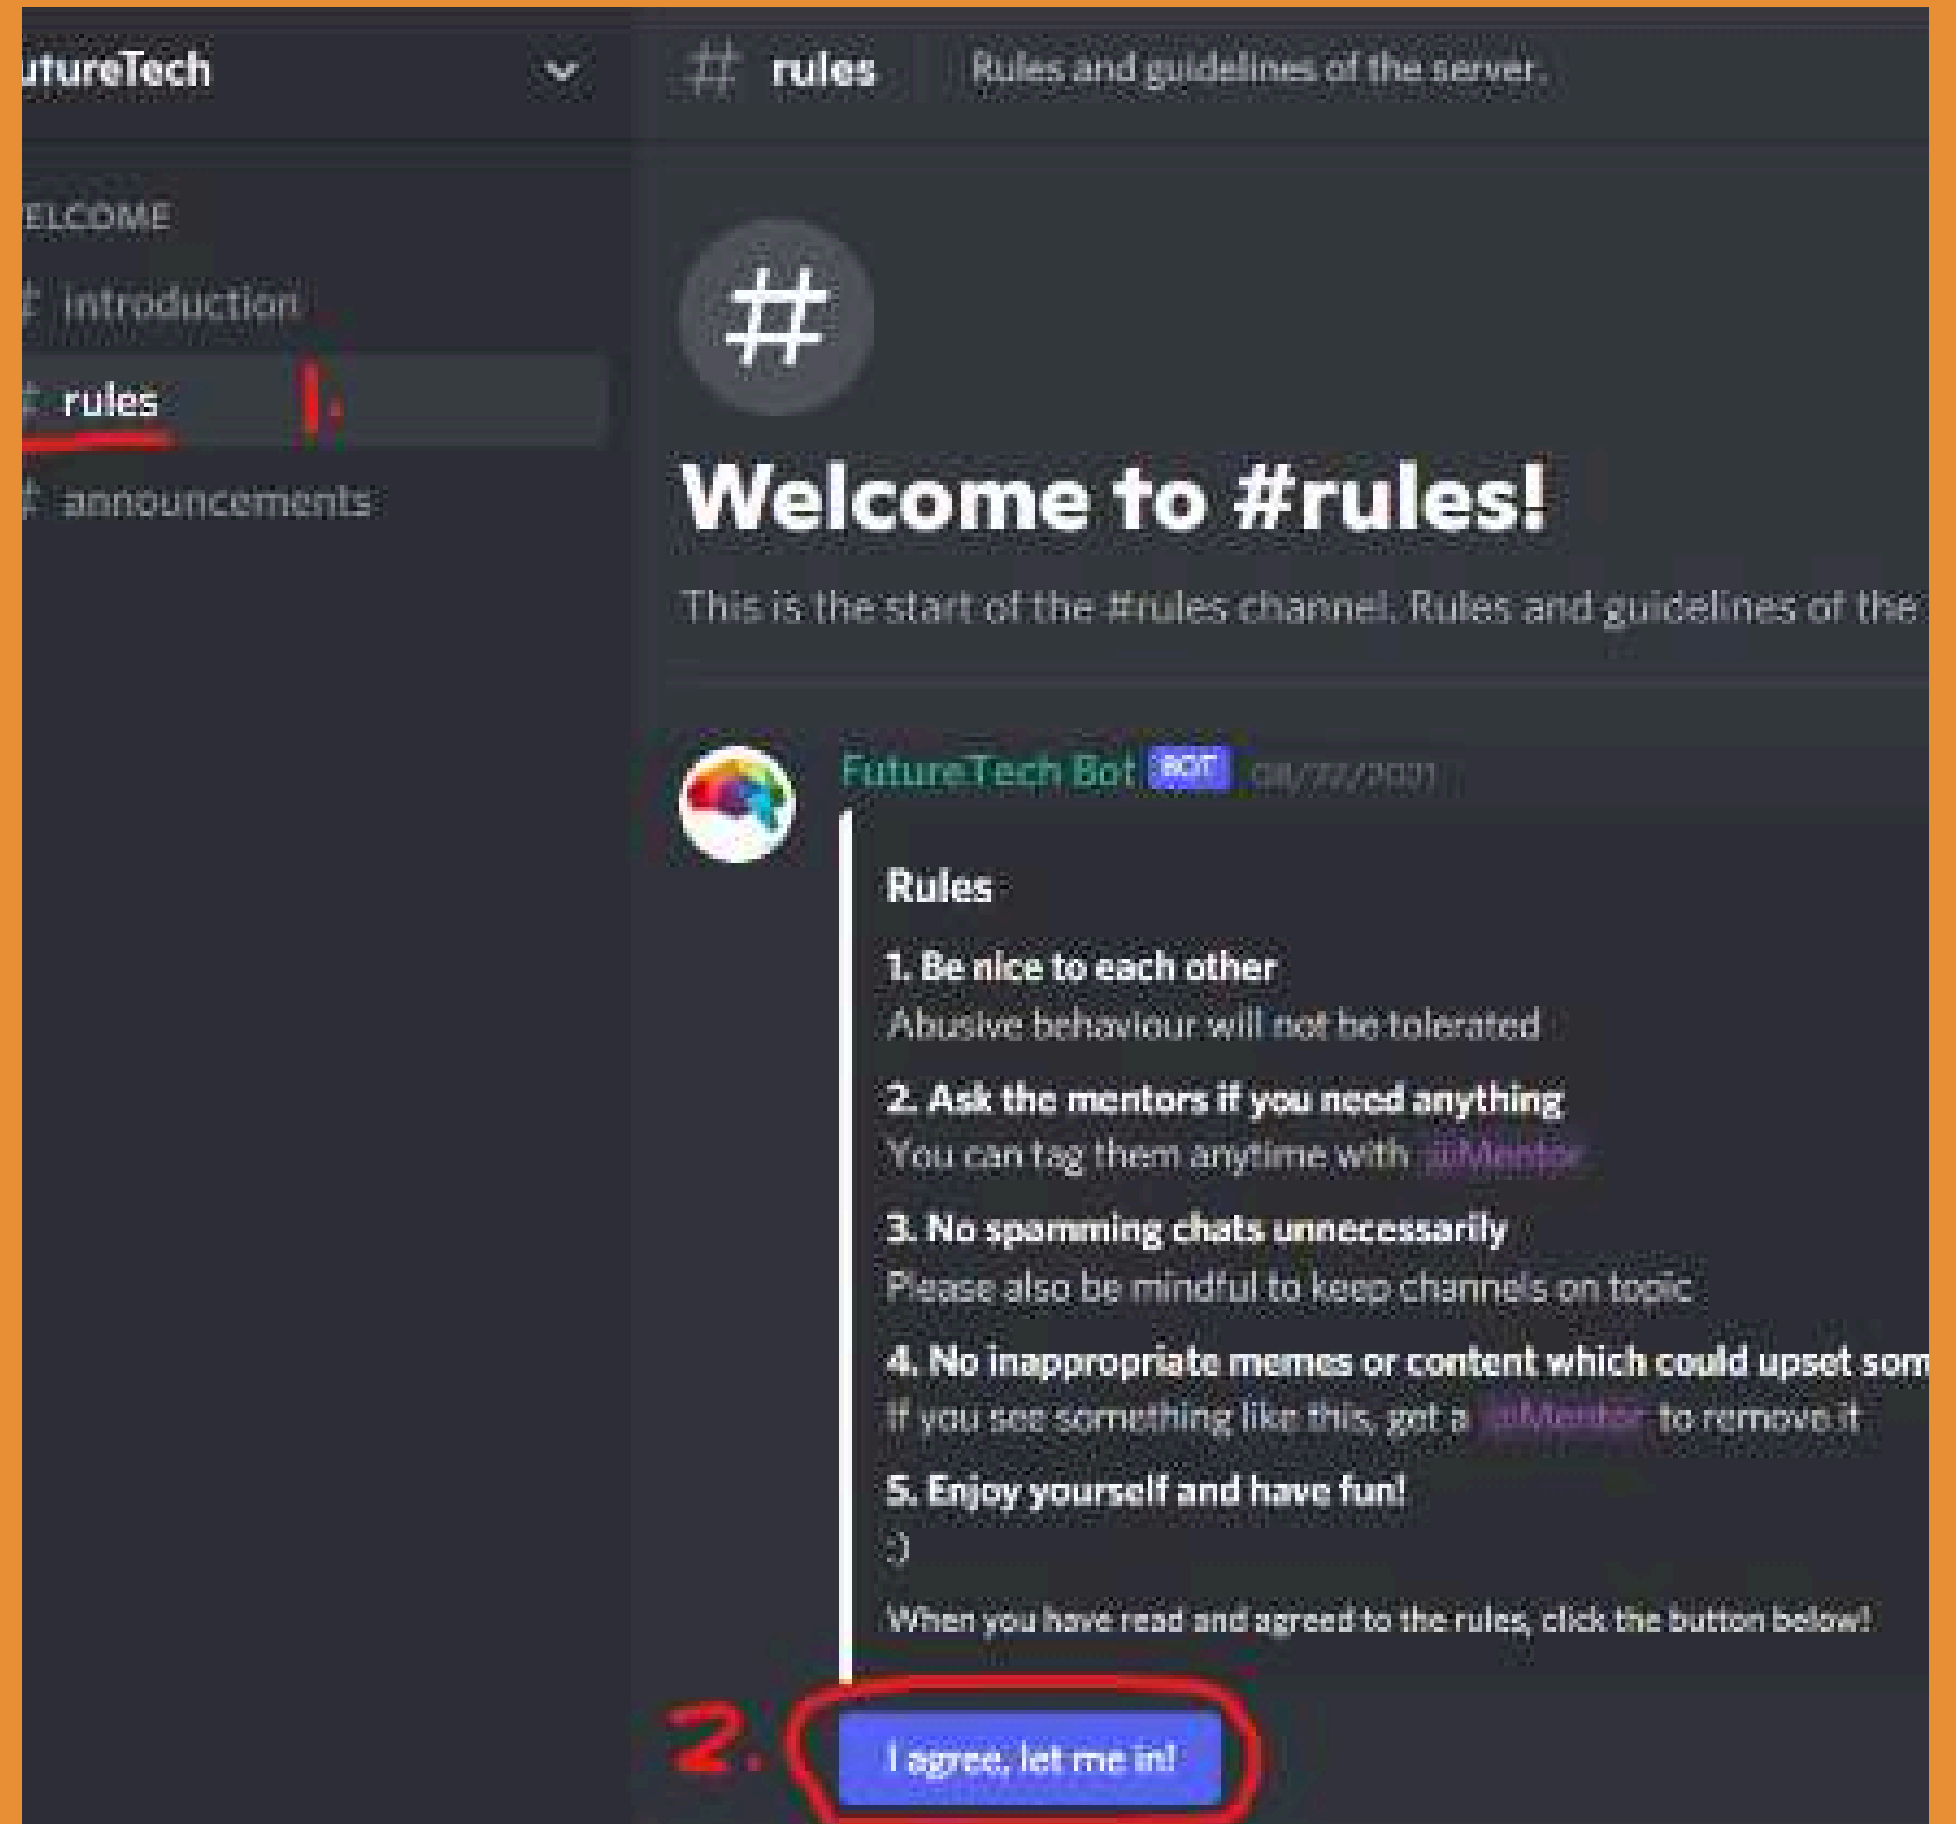 utureTech
# rules Rules and guidelines of the server.
ELCOME
# introduction
# rules 1.
# announcements
#
Welcome to #rules!
This is the start of the #rules channel. Rules and guidelines of the
FutureTech Bot BOT
Rules
1. Be nice to each other
Abusive behaviour will not be tolerated
2. Ask the mentors if you need anything
You can tag them anytime with @Mentor
3. No spamming chats unnecessarily
Please also be mindful to keep channels on topic
4. No inappropriate memes or content which could upset som
If you see something like this, get a @Mentor to remove it
5. Enjoy yourself and have fun!
:)
When you have read and agreed to the rules, click the button below!
2. I agree, let me in!